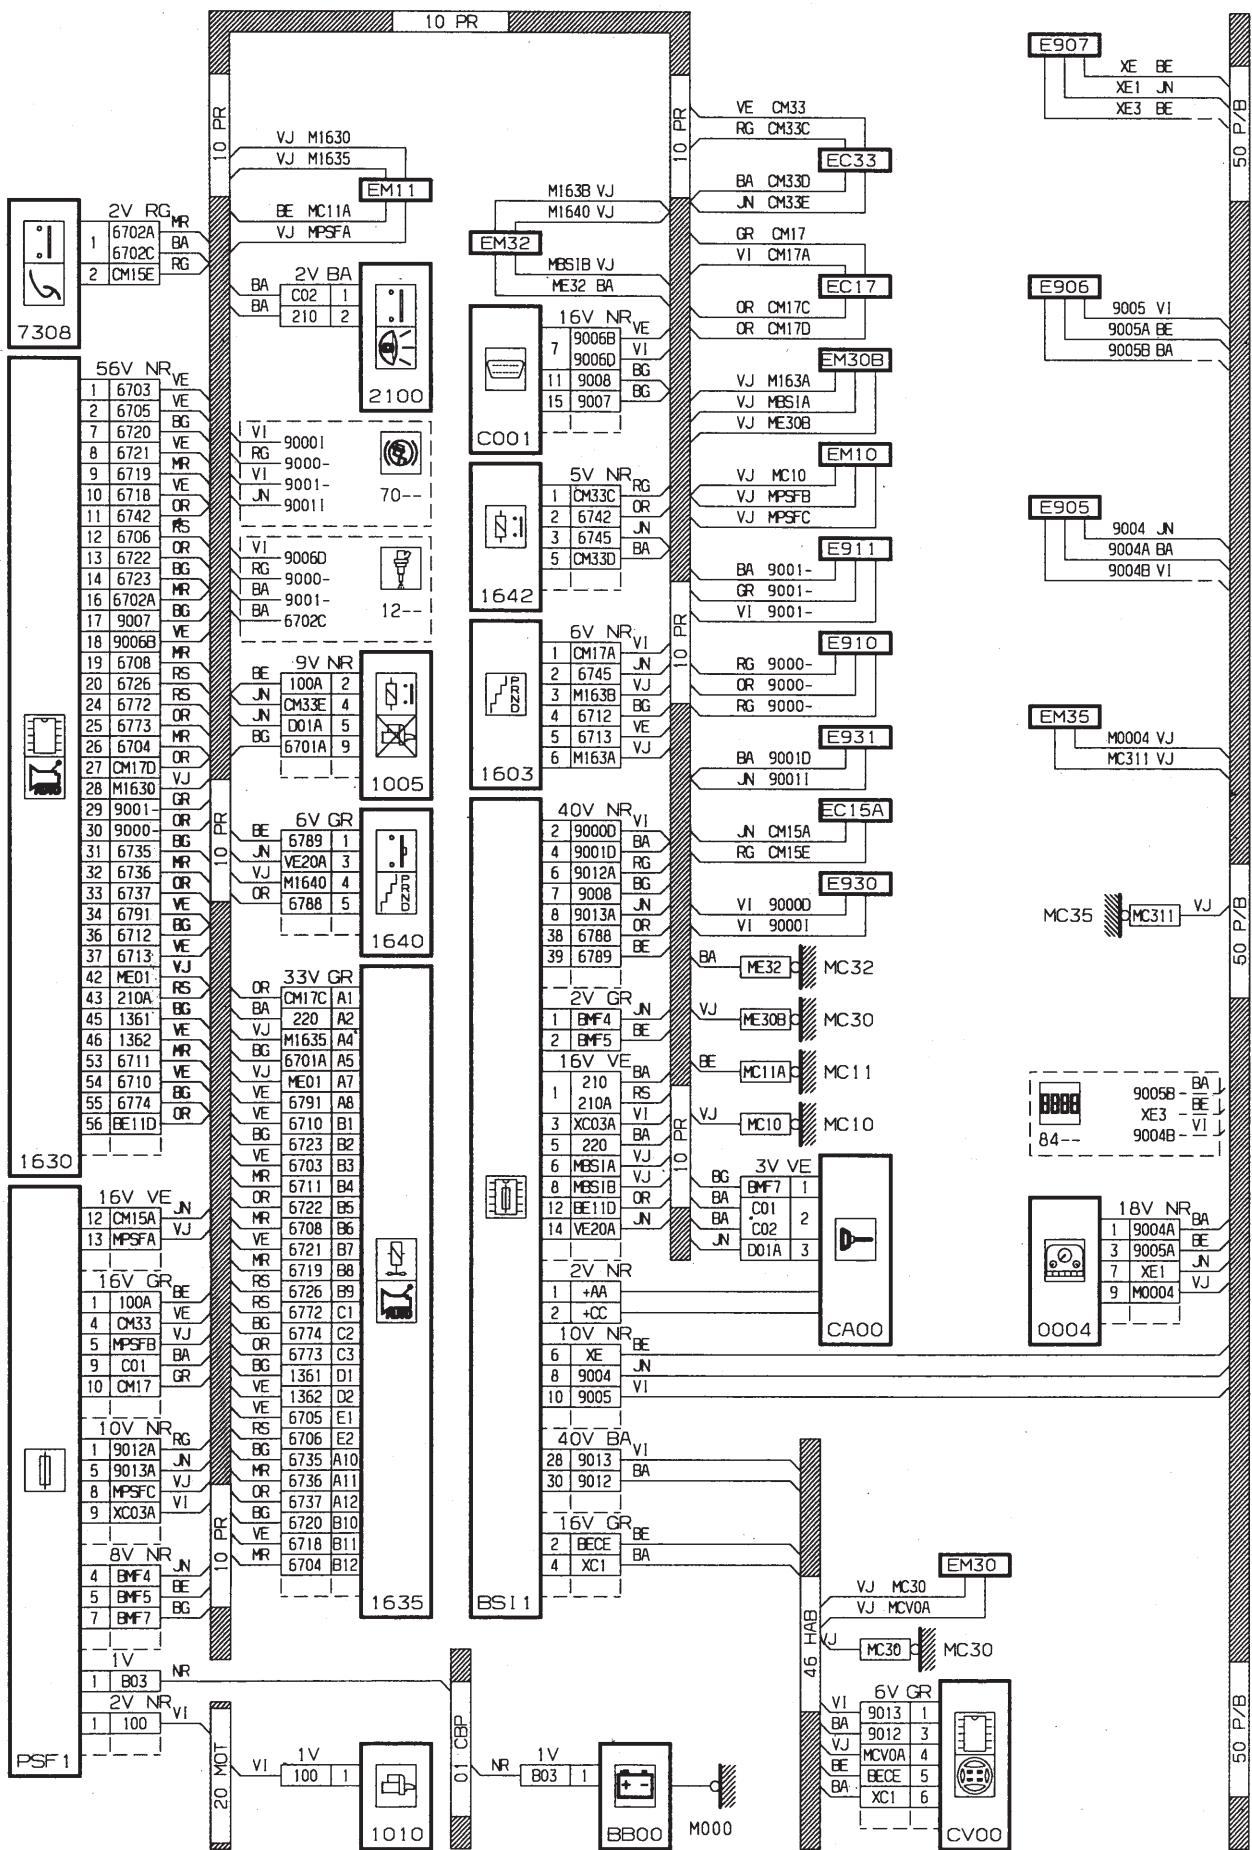 10 PR
10 PR
VJ M1630
VJ M1635
EM11
BE MC11A
VJ MPSFA
2V RG
1 6702A MR
6702C BA
2 CM15E RG
7308
2V BA
BA C02 1
BA 210 2
2100
56V NR
1 6703 VE
2 6705 VE
7 6720 BG
8 6721 VE
9 6719 MR
10 6718 VE
11 6742 OR
12 6706 RS
13 6722 OR
14 6723 BG
16 6702A MR
17 9007 BG
18 9006B VE
19 6708 MR
20 6726 RS
24 6772 RS
25 6773 OR
26 6704 MR
27 CM17D OR
28 M1630 VJ
29 9001- GR
30 9000- OR
31 6735 BG
32 6736 MR
33 6737 OR
34 6791 VE
36 6712 BG
37 6713 VE
42 ME01 VJ
43 210A RS
45 1361 BG
46 1362 VE
53 6711 MR
54 6710 VE
55 6774 BG
56 BE11D OR
1630
VI 9000I
RG 9000-
VI 9001-
JN 9001I
70--
VI 9006D
RG 9000-
BA 9001-
BA 6702C
12--
9V NR
BE 100A 2
JN CM33E 4
JN D01A 5
BG 6701A 9
1005
10 PR
6V GR
BE 6789 1
JN VE20A 3
VJ M1640 4
OR 6788 5
PRND
1640
33V GR
OR CM17C A1
BA 220 A2
VJ M1635 A4
BG 6701A A5
VJ ME01 A7
VE 6791 A8
VE 6710 B1
BG 6723 B2
VE 6703 B3
MR 6711 B4
OR 6722 B5
MR 6708 B6
VE 6721 B7
MR 6719 B8
RS 6726 B9
RS 6772 C1
BG 6774 C2
OR 6773 C3
BG 1361 D1
VE 1362 D2
VE 6705 E1
RS 6706 E2
BG 6735 A10
MR 6736 A11
OR 6737 A12
BG 6720 B10
VE 6718 B11
MR 6704 B12
1635
16V VE
12 CM15A JN
13 MPSFA VJ
16V GR
1 100A BE
4 CM33 VE
5 MPSFB VJ
9 C01 BA
10 CM17 GR
10V NR
1 9012A RG
5 9013A JN
8 MPSFC VJ
9 XC03A VI
10 PR
8V NR
4 BMF4 JN
5 BMF5 BE
7 BMF7 BG
1V
1 B03 NR
2V NR
1 100 VI
PSF1
20 MOT
1V
VI 100 1
1010
01 CBP
1V
NR B03 1
BB00
M000
M163B VJ
M1640 VJ
EM32
MBSIB VJ
ME32 BA
16V NR
7 9006B VE
9006D VI
11 9008 BG
15 9007 BG
C001
5V NR
1 CM33C RG
2 6742 OR
3 6745 JN
5 CM33D BA
1642
6V NR
1 CM17A VI
2 6745 JN
3 M163B VJ
4 6712 BG
5 6713 VE
6 M163A VJ
PRND
1603
40V NR
2 9000D VI
4 9001D BA
6 9012A RG
7 9008 BG
8 9013A JN
38 6788 OR
39 6789 BE
2V GR
1 BMF4 JN
2 BMF5 BE
16V VE
1 210 BA
210A RS
3 XC03A VI
5 220 BA
6 MBSIA VJ
8 MBSIB VJ
12 BE11D OR
14 VE20A JN
2V NR
1 +AA
2 +CC
10V NR
6 XE BE
8 9004 JN
10 9005 VI
40V BA
28 9013 VI
30 9012 BA
16V GR
2 BECE BE
4 XC1 BA
BSI1
10 PR
VE CM33
RG CM33C
EC33
BA CM33D
JN CM33E
GR CM17
VI CM17A
EC17
OR CM17C
OR CM17D
EM30B
VJ M163A
VJ MBSIA
VJ ME30B
EM10
VJ MC10
VJ MPSFB
VJ MPSFC
E911
BA 9001-
GR 9001-
VI 9001-
10 PR
E910
RG 9000-
OR 9000-
RG 9000-
E931
BA 9001D
JN 9001I
EC15A
JN CM15A
RG CM15E
E930
VI 9000D
VI 9000I
BA ME32 MC32
VJ ME30B MC30
BE MC11A MC11
VJ MC10 MC10
10 PR
3V VE
BG BMF7 1
BA C01 2
BA C02
JN D01A 3
CA00
46 HAB
EM30
VJ MC30
VJ MCV0A
VJ MC30 MC30
6V GR
VI 9013 1
BA 9012 3
VJ MCV0A 4
BE BECE 5
BA XC1 6
CV00
E907
XE BE
XE1 JN
XE3 BE
50 P/B
E906
9005 VI
9005A BE
9005B BA
E905
9004 JN
9004A BA
9004B VI
EM35
M0004 VJ
MC311 VJ
MC35 MC311 VJ
50 P/B
9005B - BA
XE3 - BE
9004B - VI
84--
18V NR
1 9004A BA
3 9005A BE
7 XE1 JN
9 M0004 VJ
0004
50 P/B